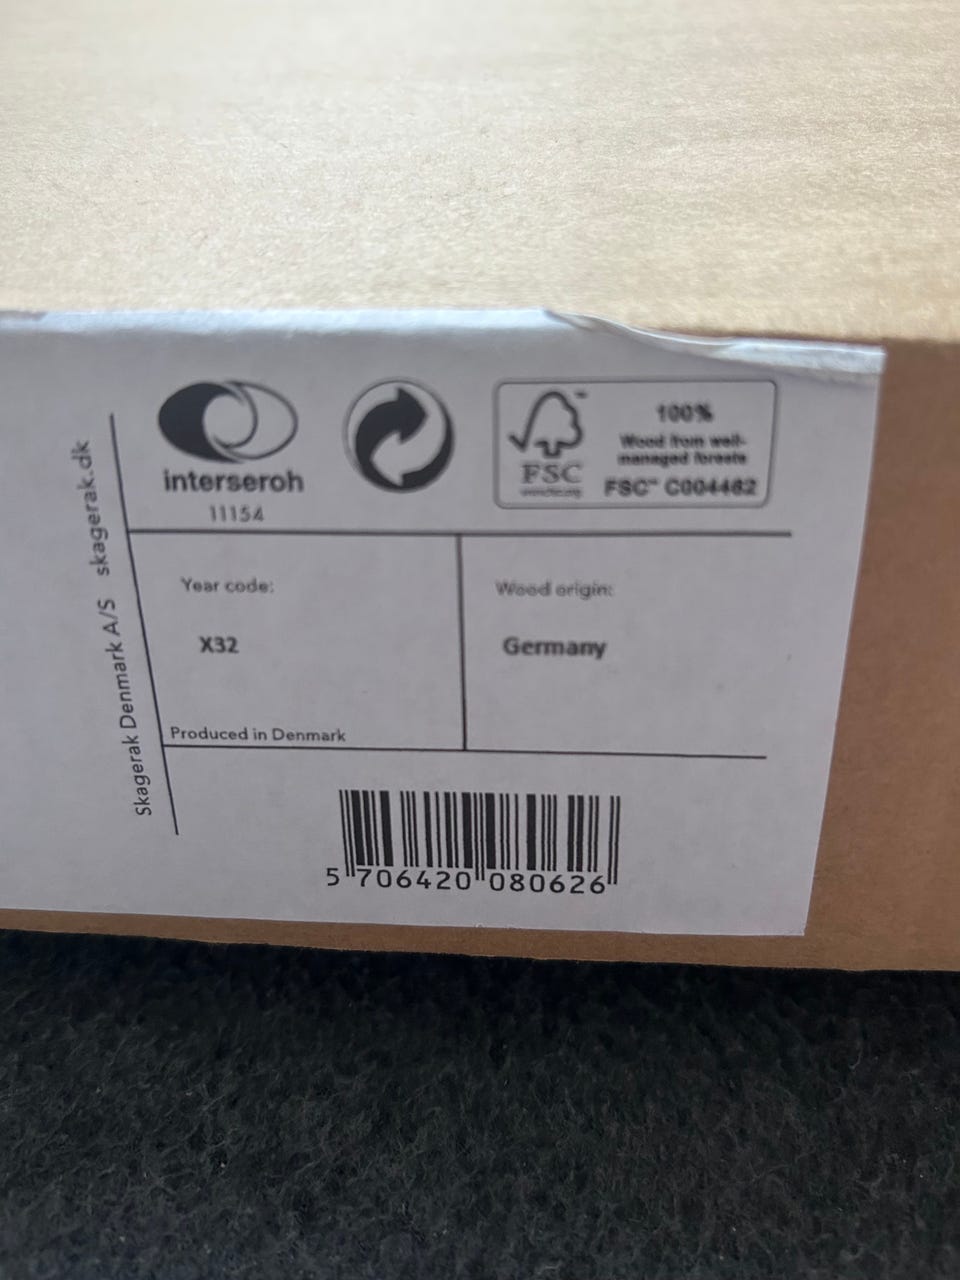 interseroh
11154
FSC
100%
Wood from well-
managed forests
FSC™ C004462
Skagerak Denmark A/S skagerak.dk
Year code:
X32
Produced in Denmark
Wood origin:
Germany
5 706420 080626